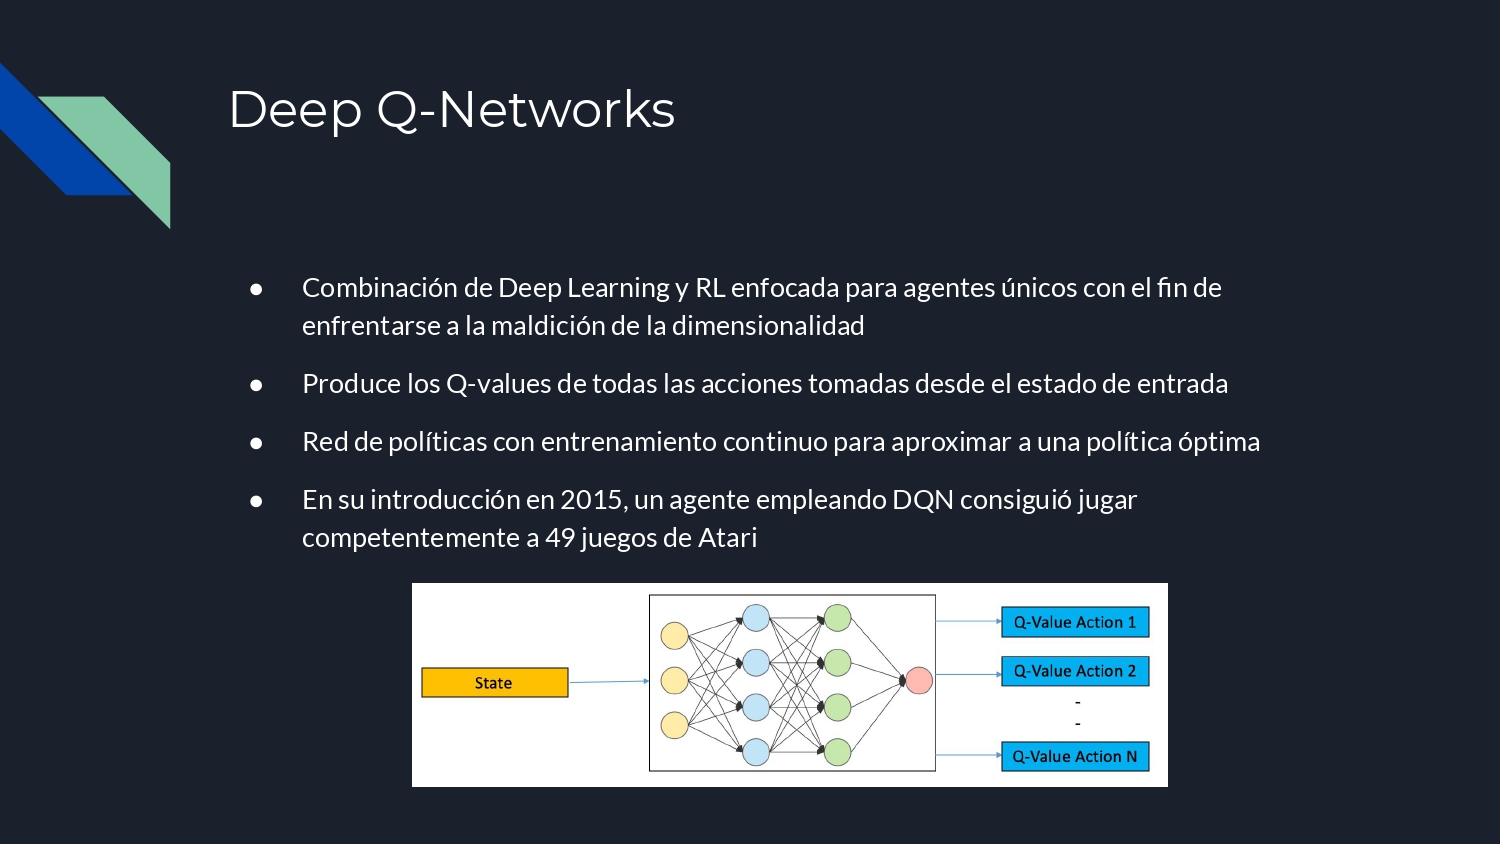 Deep Q-Networks
● Combinación de Deep Learning y RL enfocada para agentes únicos con el fin de
enfrentarse a la maldición de la dimensionalidad
● Produce los Q-values de todas las acciones tomadas desde el estado de entrada
● Red de políticas con entrenamiento continuo para aproximar a una política óptima
● En su introducción en 2015, un agente empleando DQN consiguió jugar
competentemente a 49 juegos de Atari
State
Q-Value Action 1
Q-Value Action 2
-
-
Q-Value Action N